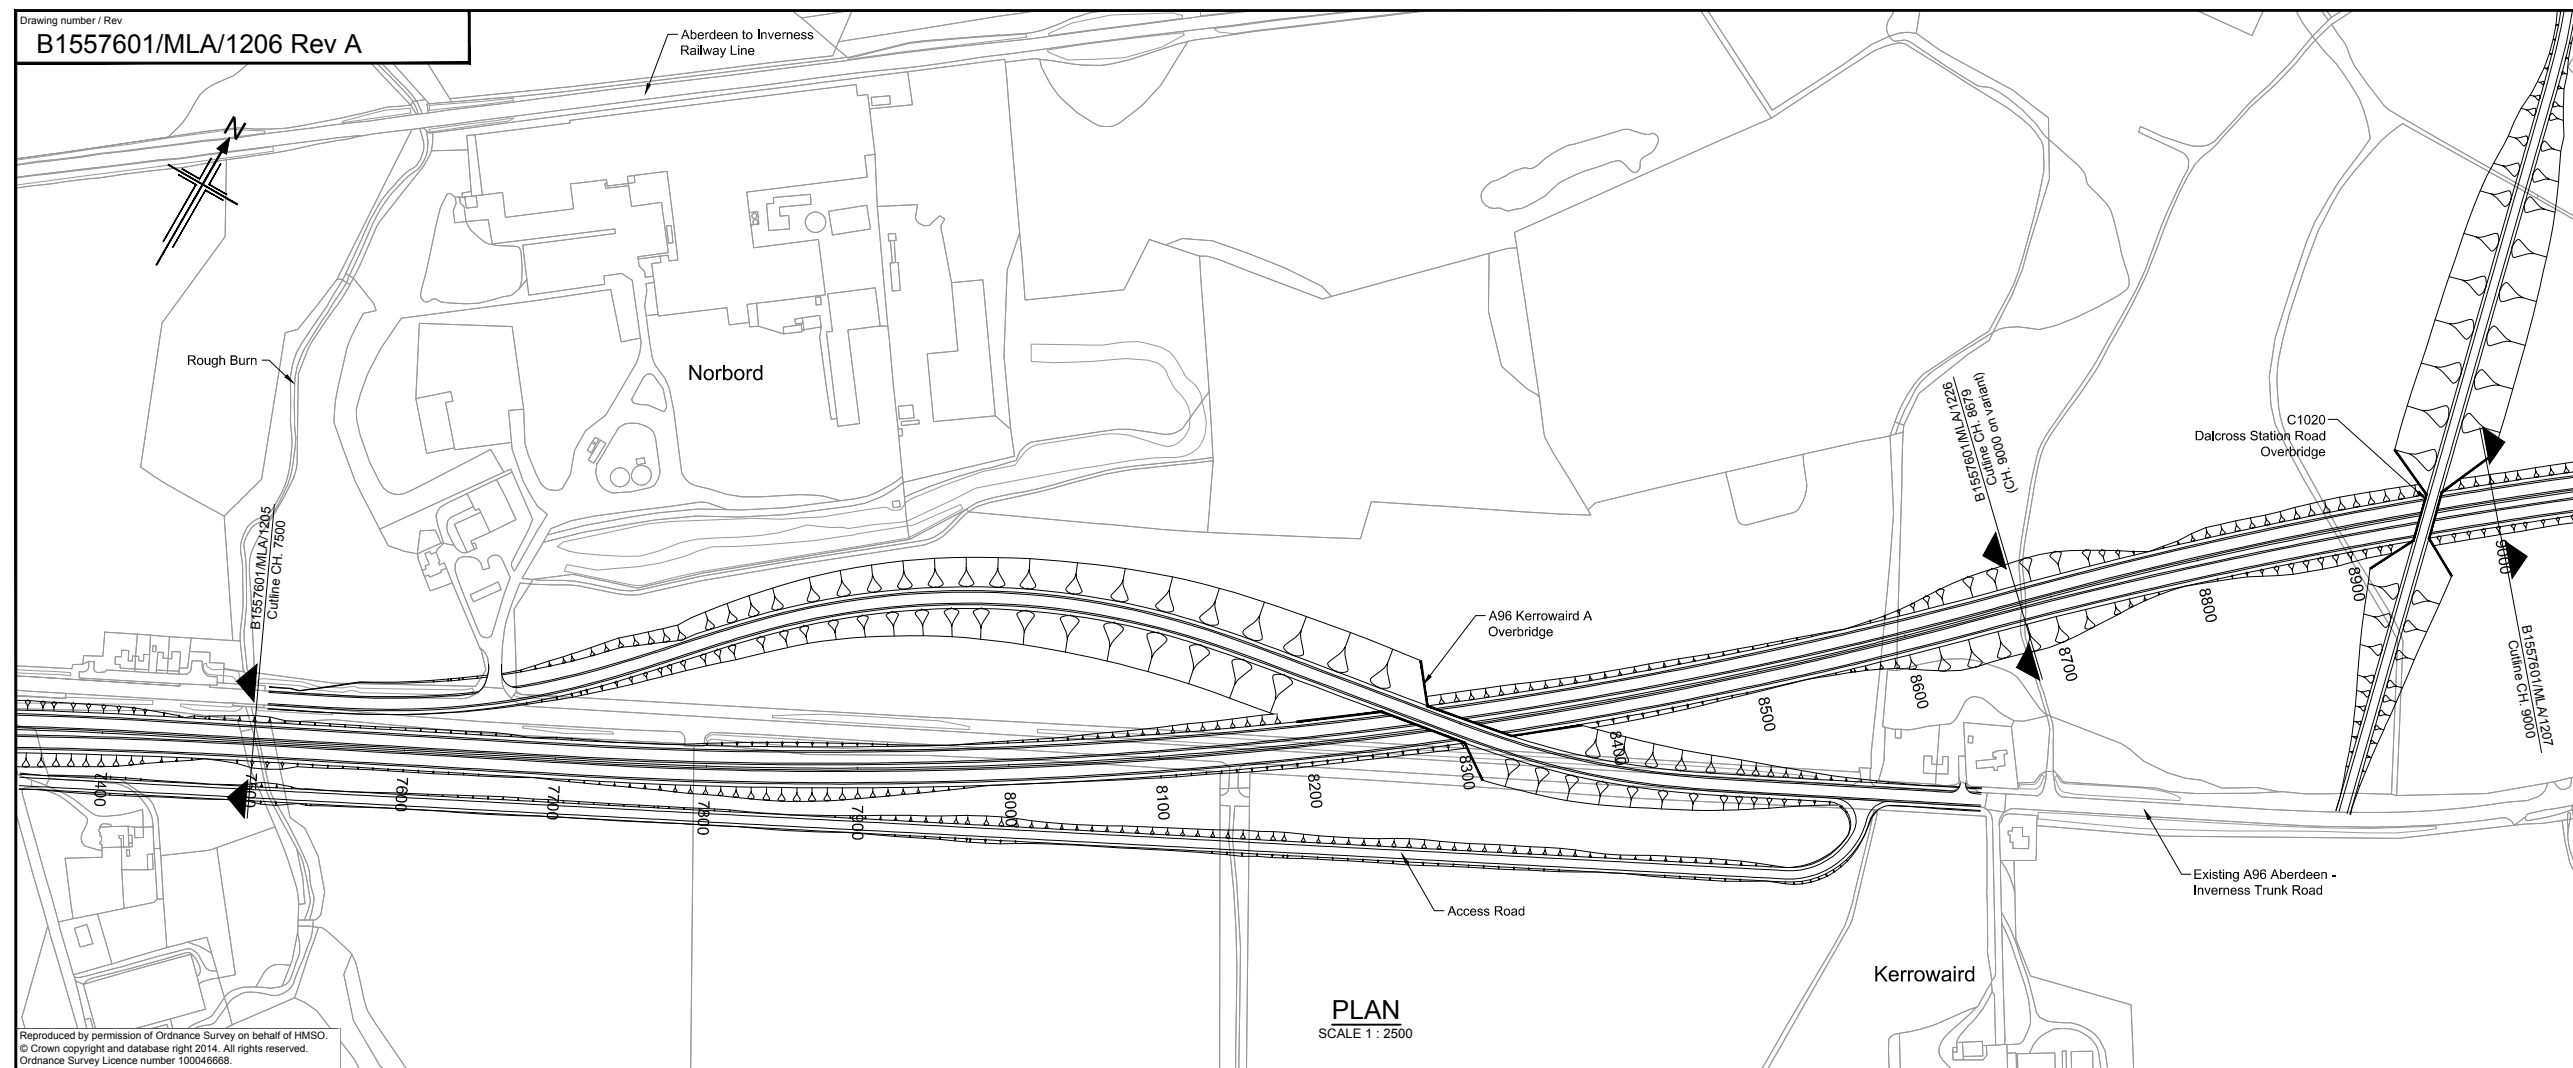 Drawing number / Rev
B1557601/MLA/1206 Rev A
Aberdeen to Inverness
Railway Line
N
Rough Burn
Norbord
B1557601/MLA/1205
Cutline CH. 7500
A96 Kerrowaird A
Overbridge
B1557601/MLA/1226
Cutline CH. 8679
(CH. 9000 on variant)
C1020
Dalcross Station Road
Overbridge
B1557601/MLA/1207
Cutline CH. 9000
7400
7500
7600
7700
7800
7900
8000
8100
8200
8300
8400
8500
8600
8700
8800
8900
9000
Existing A96 Aberdeen -
Inverness Trunk Road
Access Road
Kerrowaird
PLAN
SCALE 1 : 2500
Reproduced by permission of Ordnance Survey on behalf of HMSO.
© Crown copyright and database right 2014. All rights reserved.
Ordnance Survey Licence number 100046668.